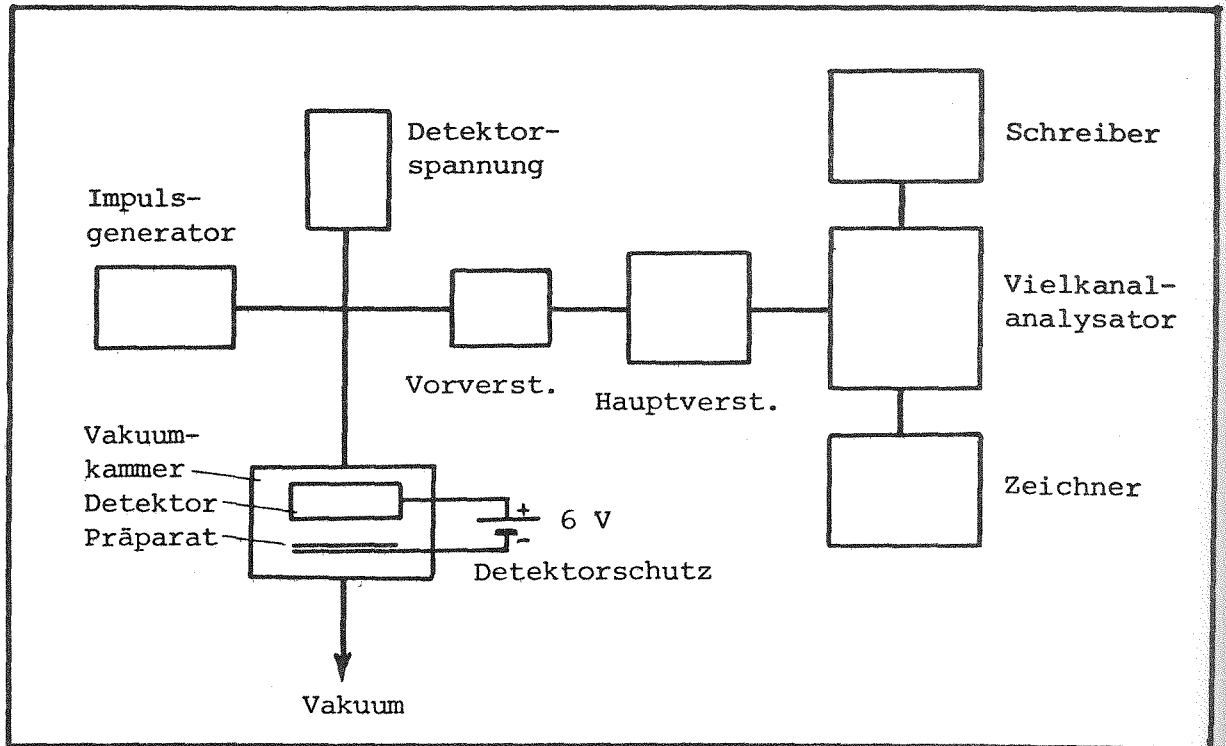 Detektor-
spannung
Schreiber
Impuls-
generator
Vielkanal-
analysator
Vorverst.
Hauptverst.
Vakuum-
kammer
Detektor
Präparat
+
6 V
-
Detektorschutz
Zeichner
Vakuum